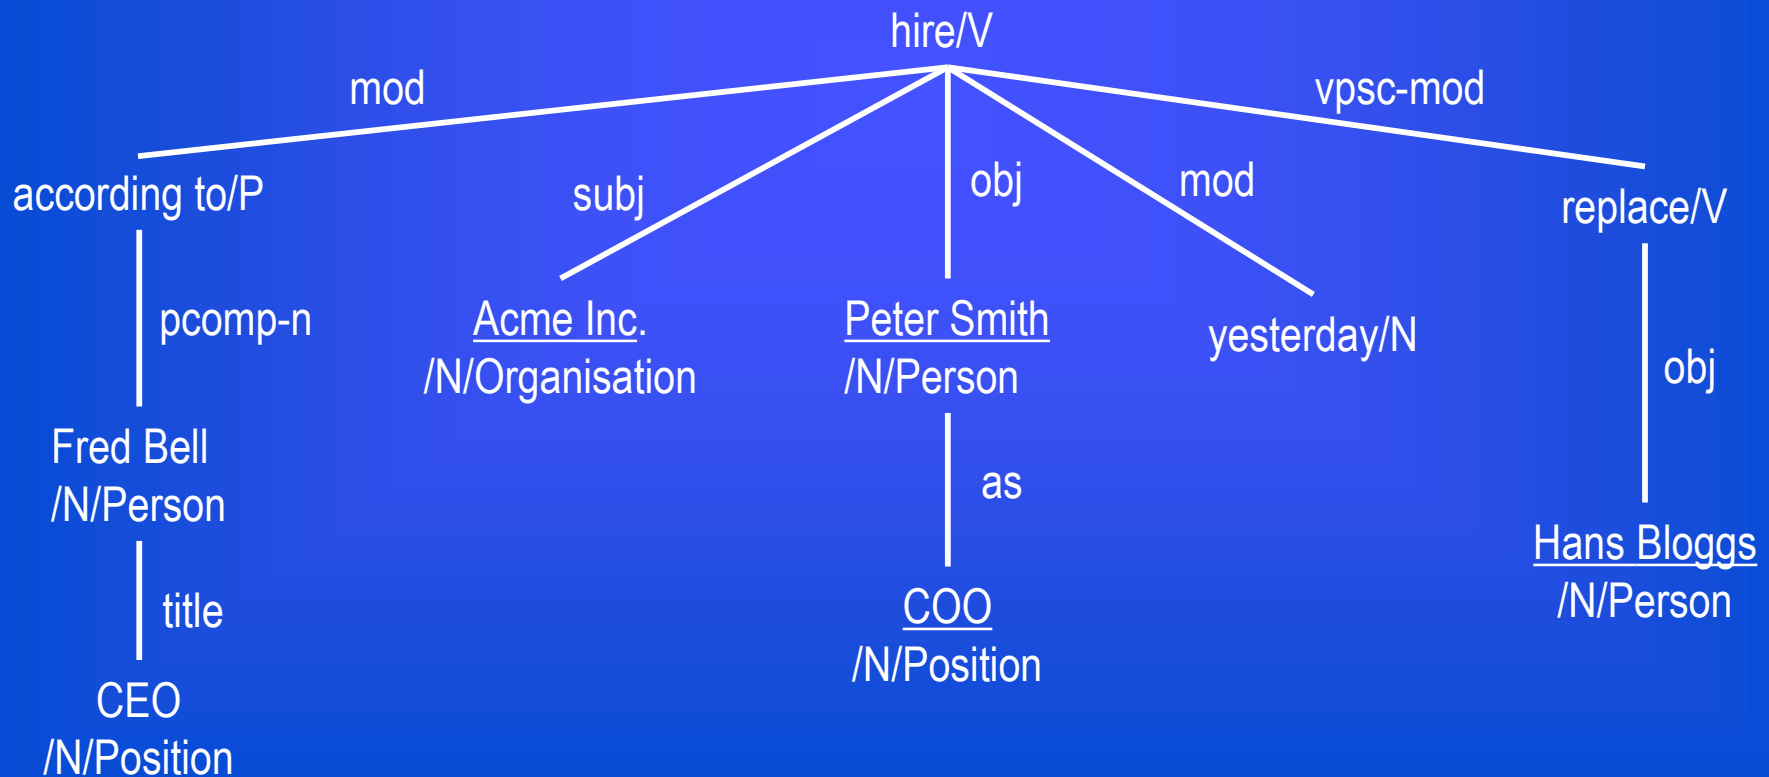 hire/V
mod
vpsc-mod
according to/P
subj
obj
mod
replace/V
pcomp-n
Acme Inc.
/N/Organisation
Peter Smith
/N/Person
yesterday/N
obj
Fred Bell
/N/Person
as
Hans Bloggs
/N/Person
title
COO
/N/Position
CEO
/N/Position